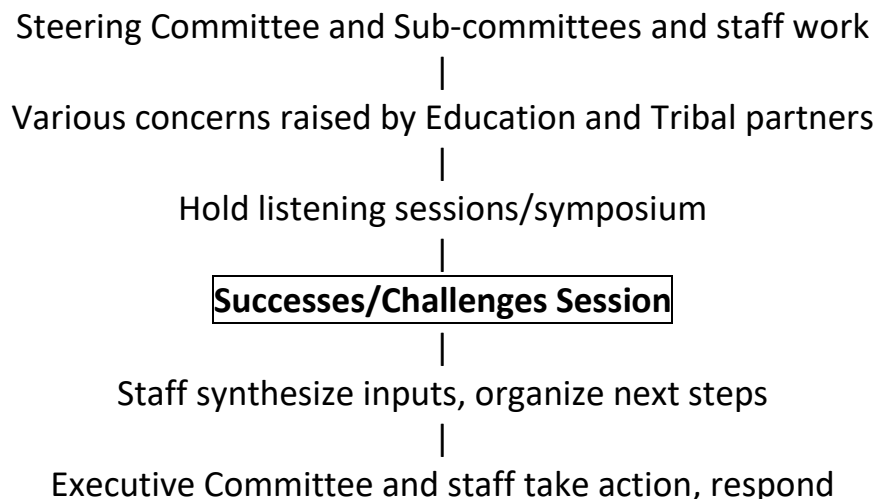 Steering Committee and Sub-committees and staff work
|
Various concerns raised by Education and Tribal partners
|
Hold listening sessions/symposium
|
Successes/Challenges Session
|
Staff synthesize inputs, organize next steps
|
Executive Committee and staff take action, respond